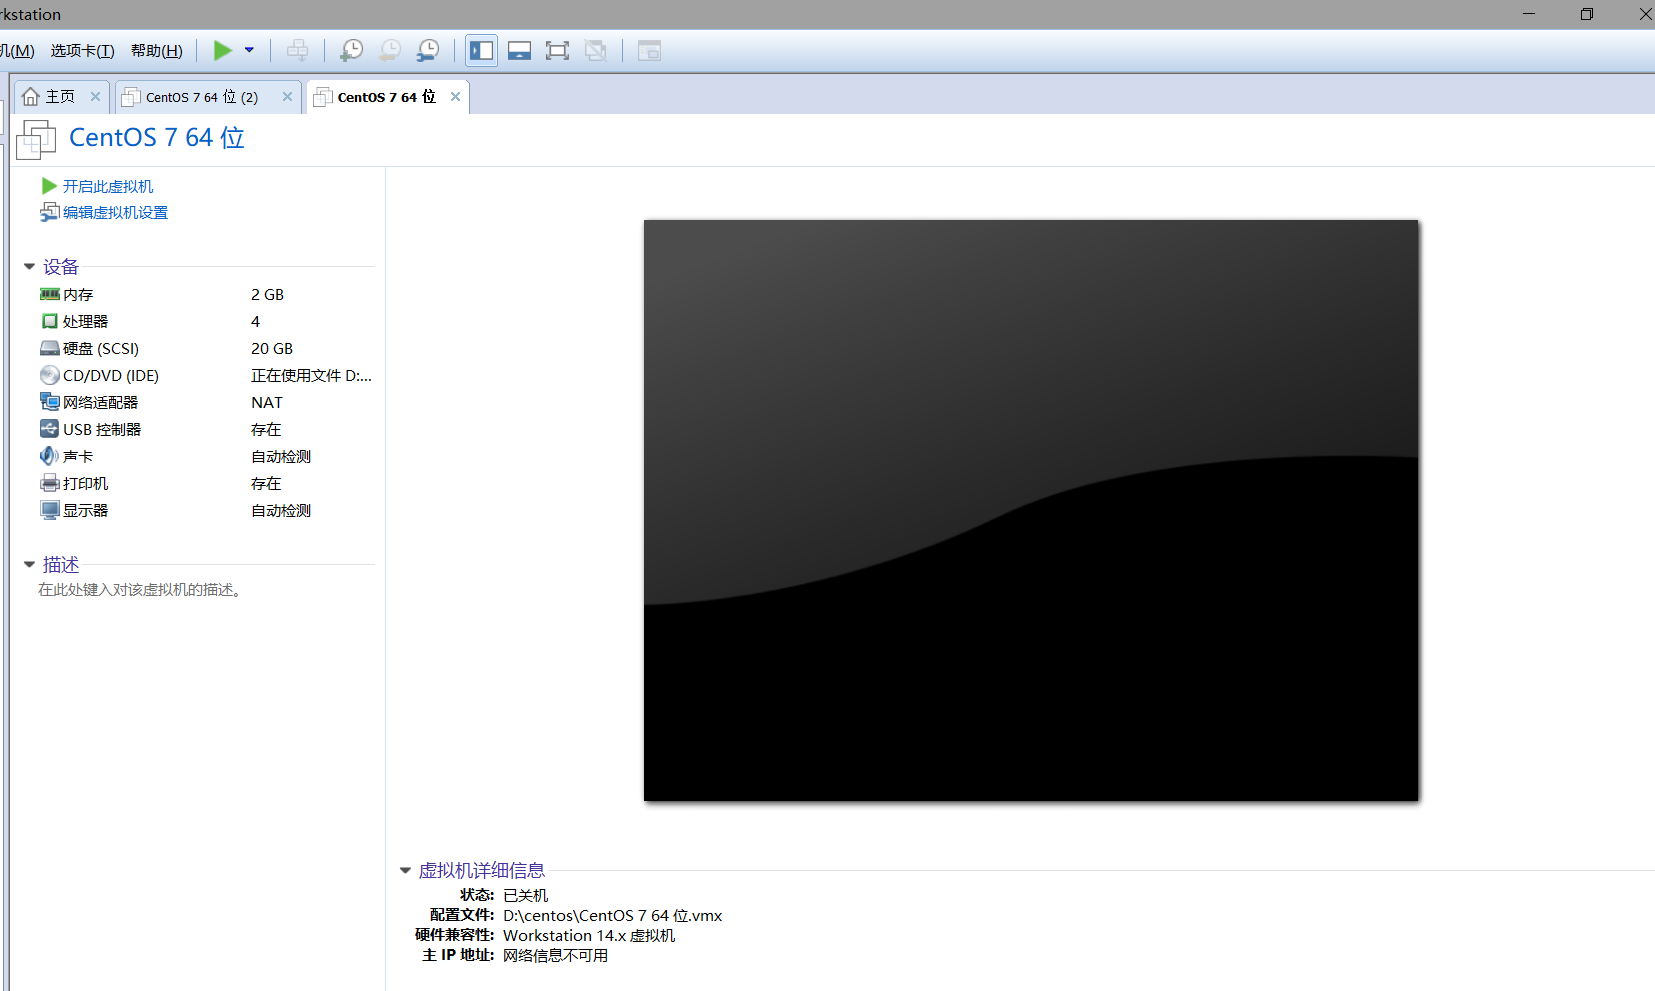 rkstation
机(M) 选项卡(T) 帮助(H)
主页 CentOS 7 64 位 (2) CentOS 7 64 位
CentOS 7 64 位
开启此虚拟机
编辑虚拟机设置
设备
内存 2 GB
处理器 4
硬盘 (SCSI) 20 GB
CD/DVD (IDE) 正在使用文件 D:...
网络适配器 NAT
USB 控制器 存在
声卡 自动检测
打印机 存在
显示器 自动检测
描述
在此处键入对该虚拟机的描述。
虚拟机详细信息
状态: 已关机
配置文件: D:\centos\CentOS 7 64 位.vmx
硬件兼容性: Workstation 14.x 虚拟机
主 IP 地址: 网络信息不可用